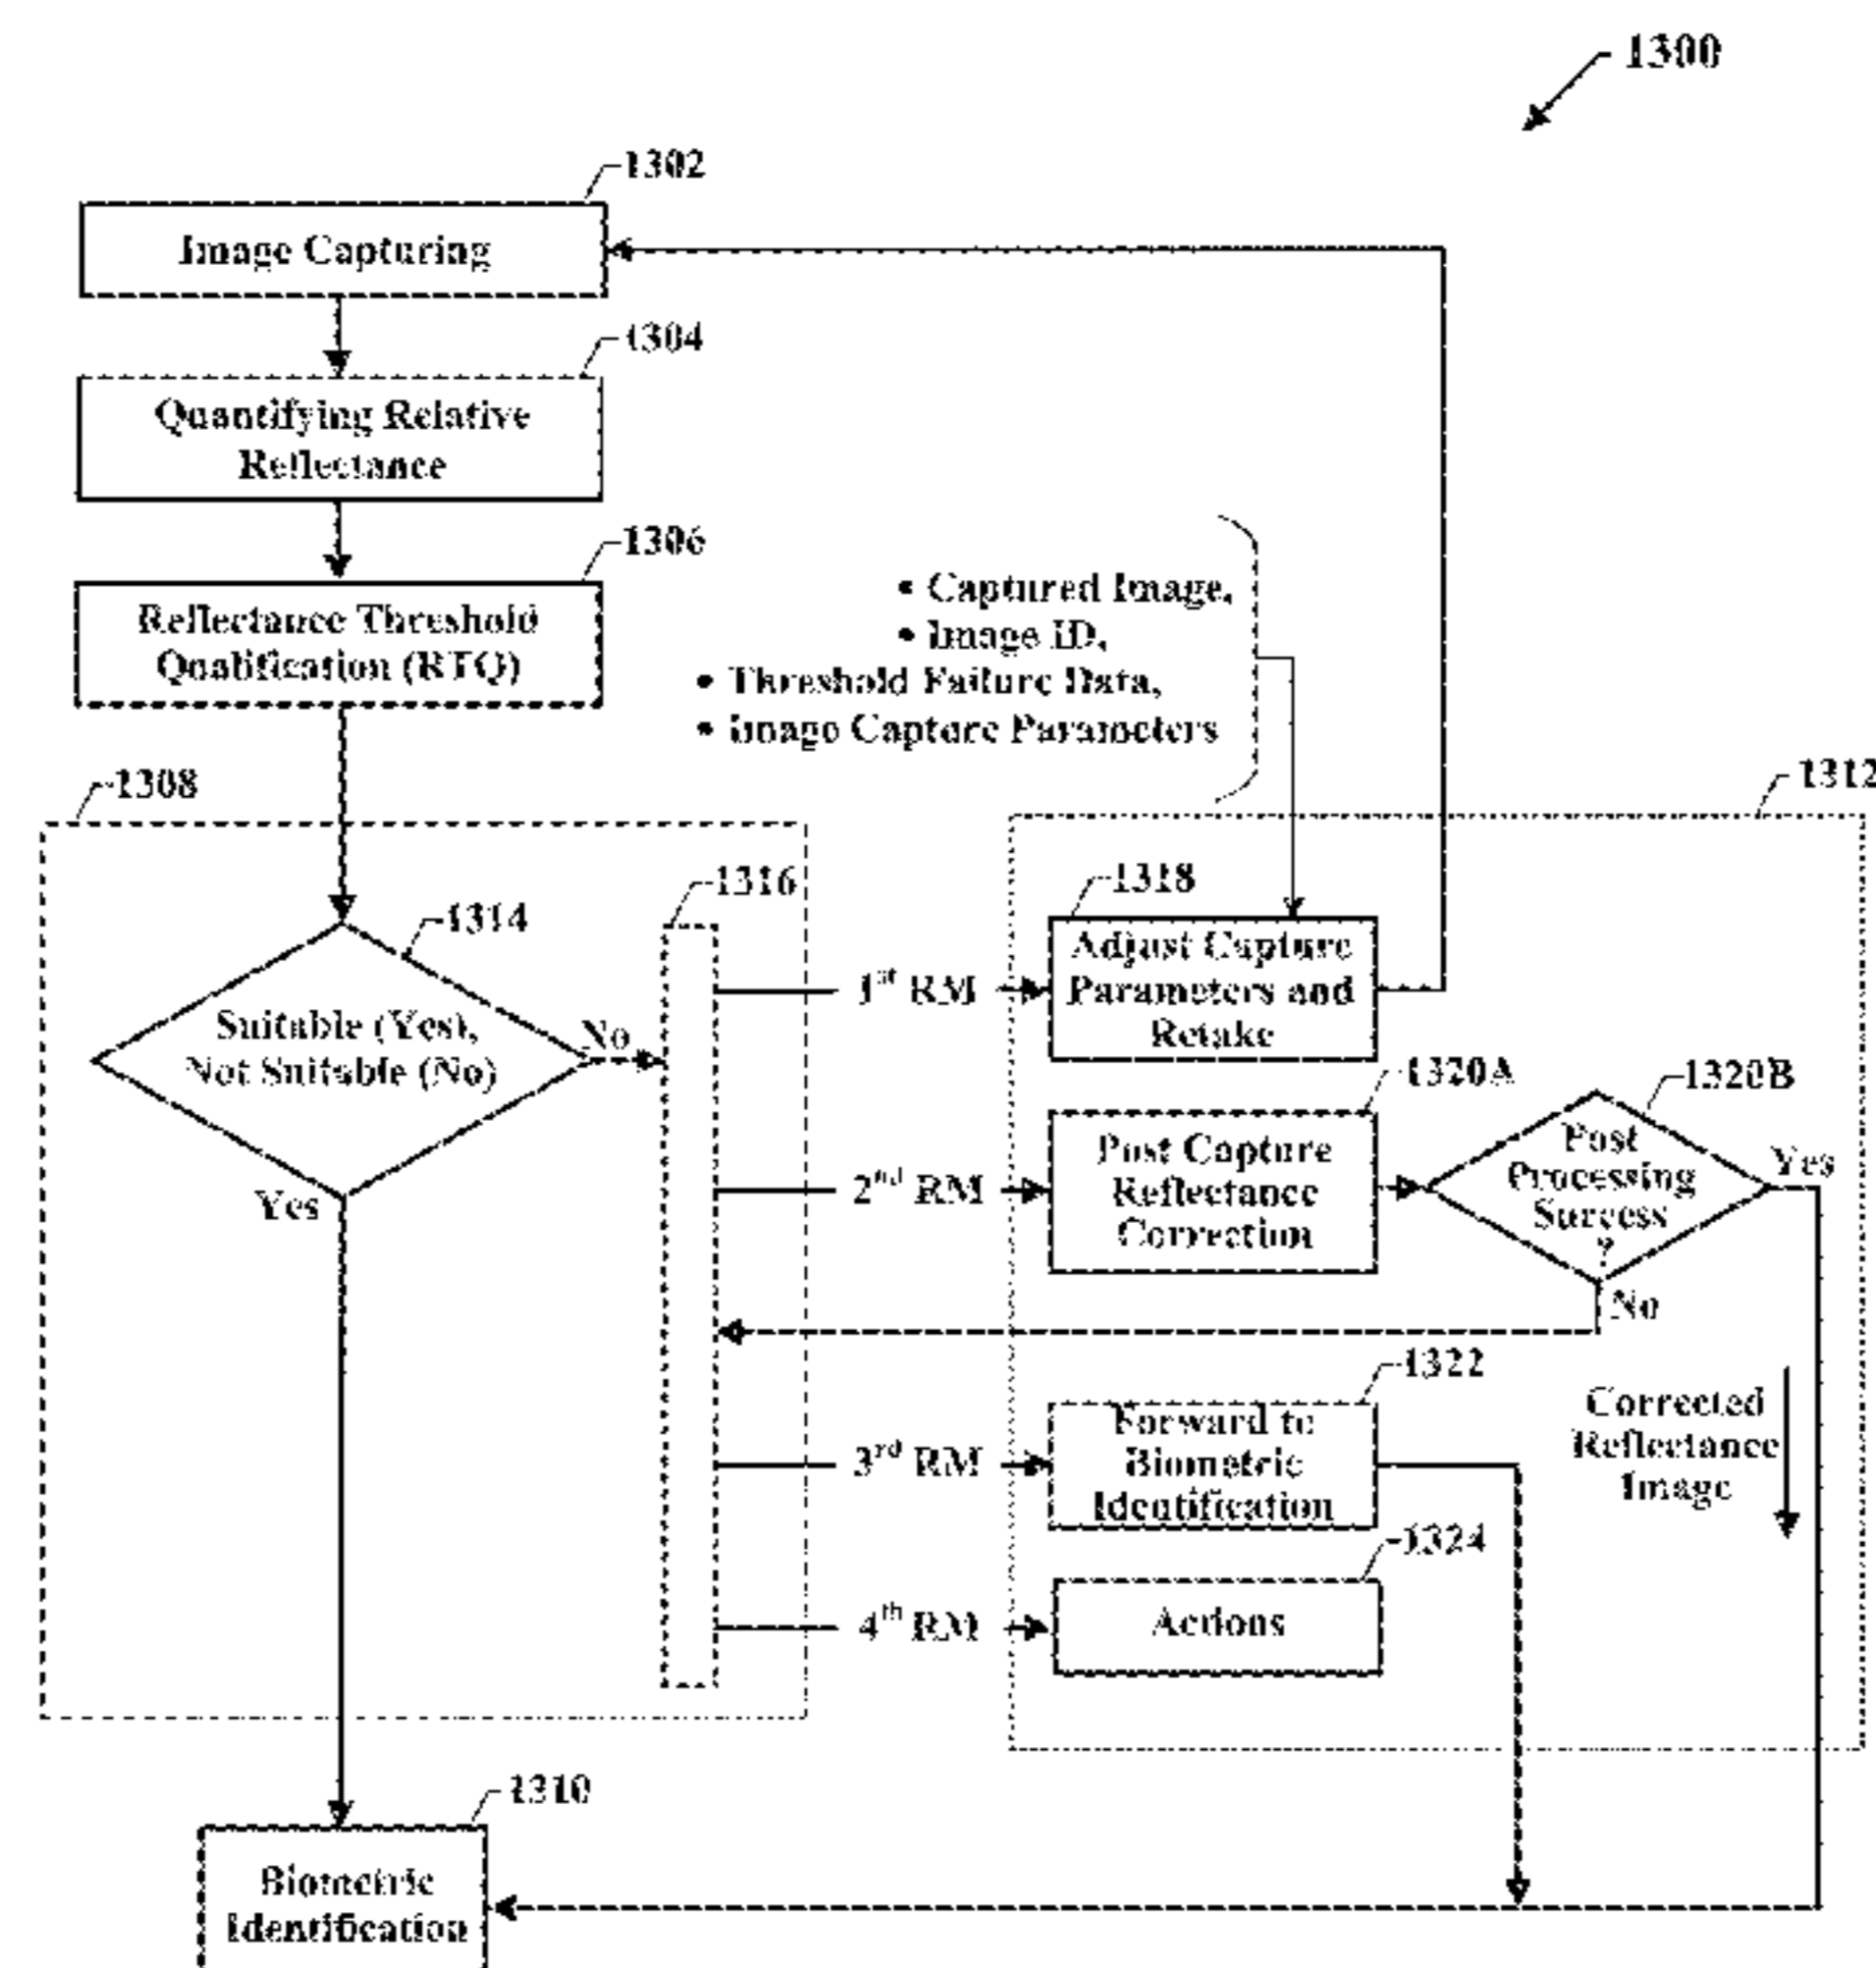 1300
1302
Image Capturing
1304
Quantifying Relative
Reflectance
1306
Reflectance Threshold
Qualification (RTQ)
• Captured Image,
• Image ID,
• Threshold Failure Data,
• Image Capture Parameters
1308
1312
1314
Suitable (Yes),
Not Suitable (No)
No
Yes
1316
1st RM
1318
Adjust Capture
Parameters and
Retake
2nd RM
1320A
Post Capture
Reflectance
Correction
1320B
Post
Processing
Success
?
Yes
No
3rd RM
1322
Forward to
Biometric
Identification
Corrected
Reflectance
Image
4th RM
1324
Actions
1310
Biometric
Identification